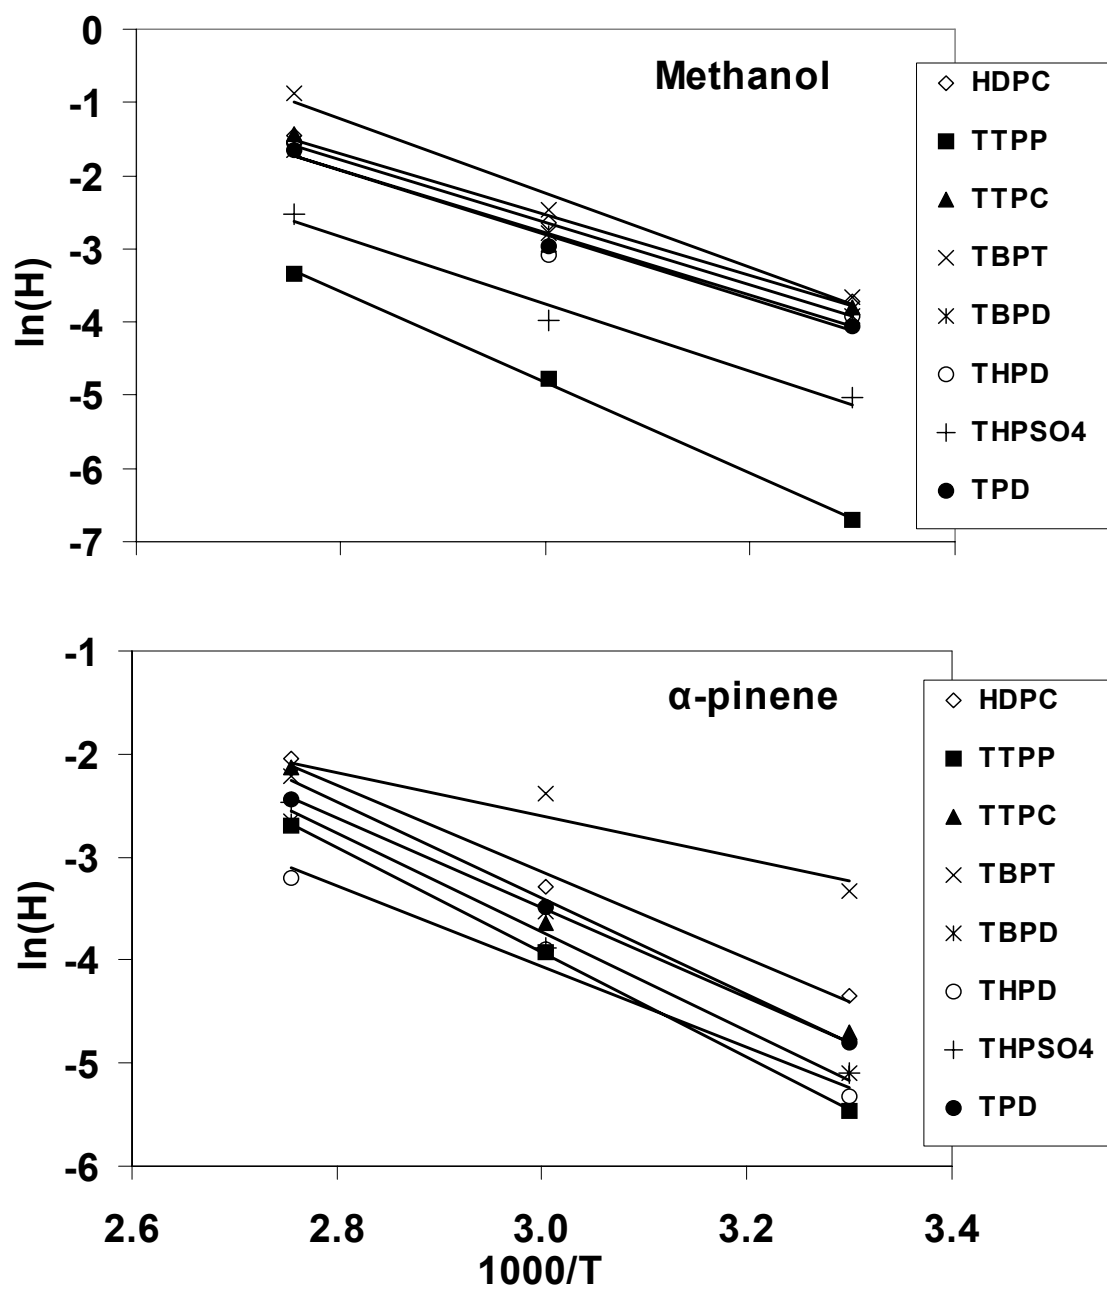 0
-1
-2
-3
-4
-5
-6
-7
ln(H)
Methanol
HDPC
TTPP
TTPC
TBPT
TBPD
THPD
THPSO4
TPD
-1
-2
-3
-4
-5
-6
ln(H)
α-pinene
HDPC
TTPP
TTPC
TBPT
TBPD
THPD
THPSO4
TPD
2.6 2.8 3.0 3.2 3.4
1000/T